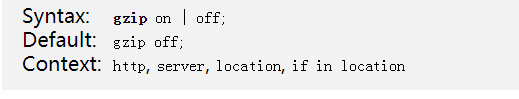 Syntax: gzip on | off;
Default: gzip off;
Context: http, server, location, if in location